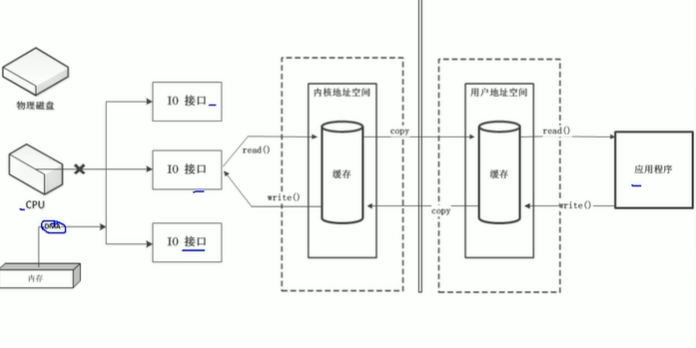 物理磁盘
CPU
DMA
内存
IO 接口
IO 接口
IO 接口
read()
write()
内核地址空间
缓存
copy
copy
用户地址空间
缓存
read()
write()
应用程序